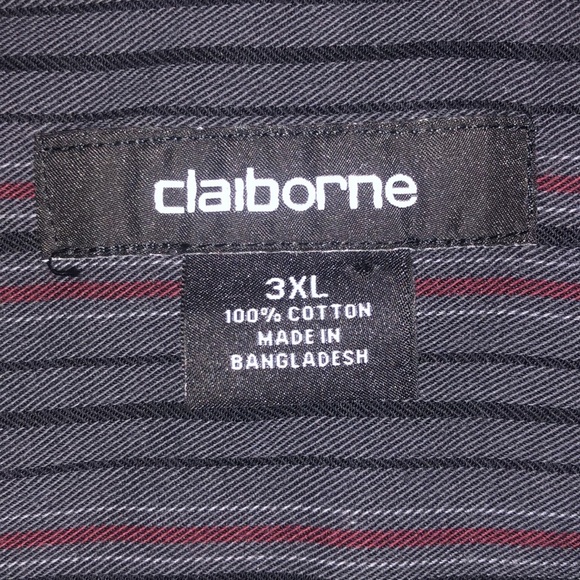 claiborne
3XL
100% COTTON
MADE IN
BANGLADESH